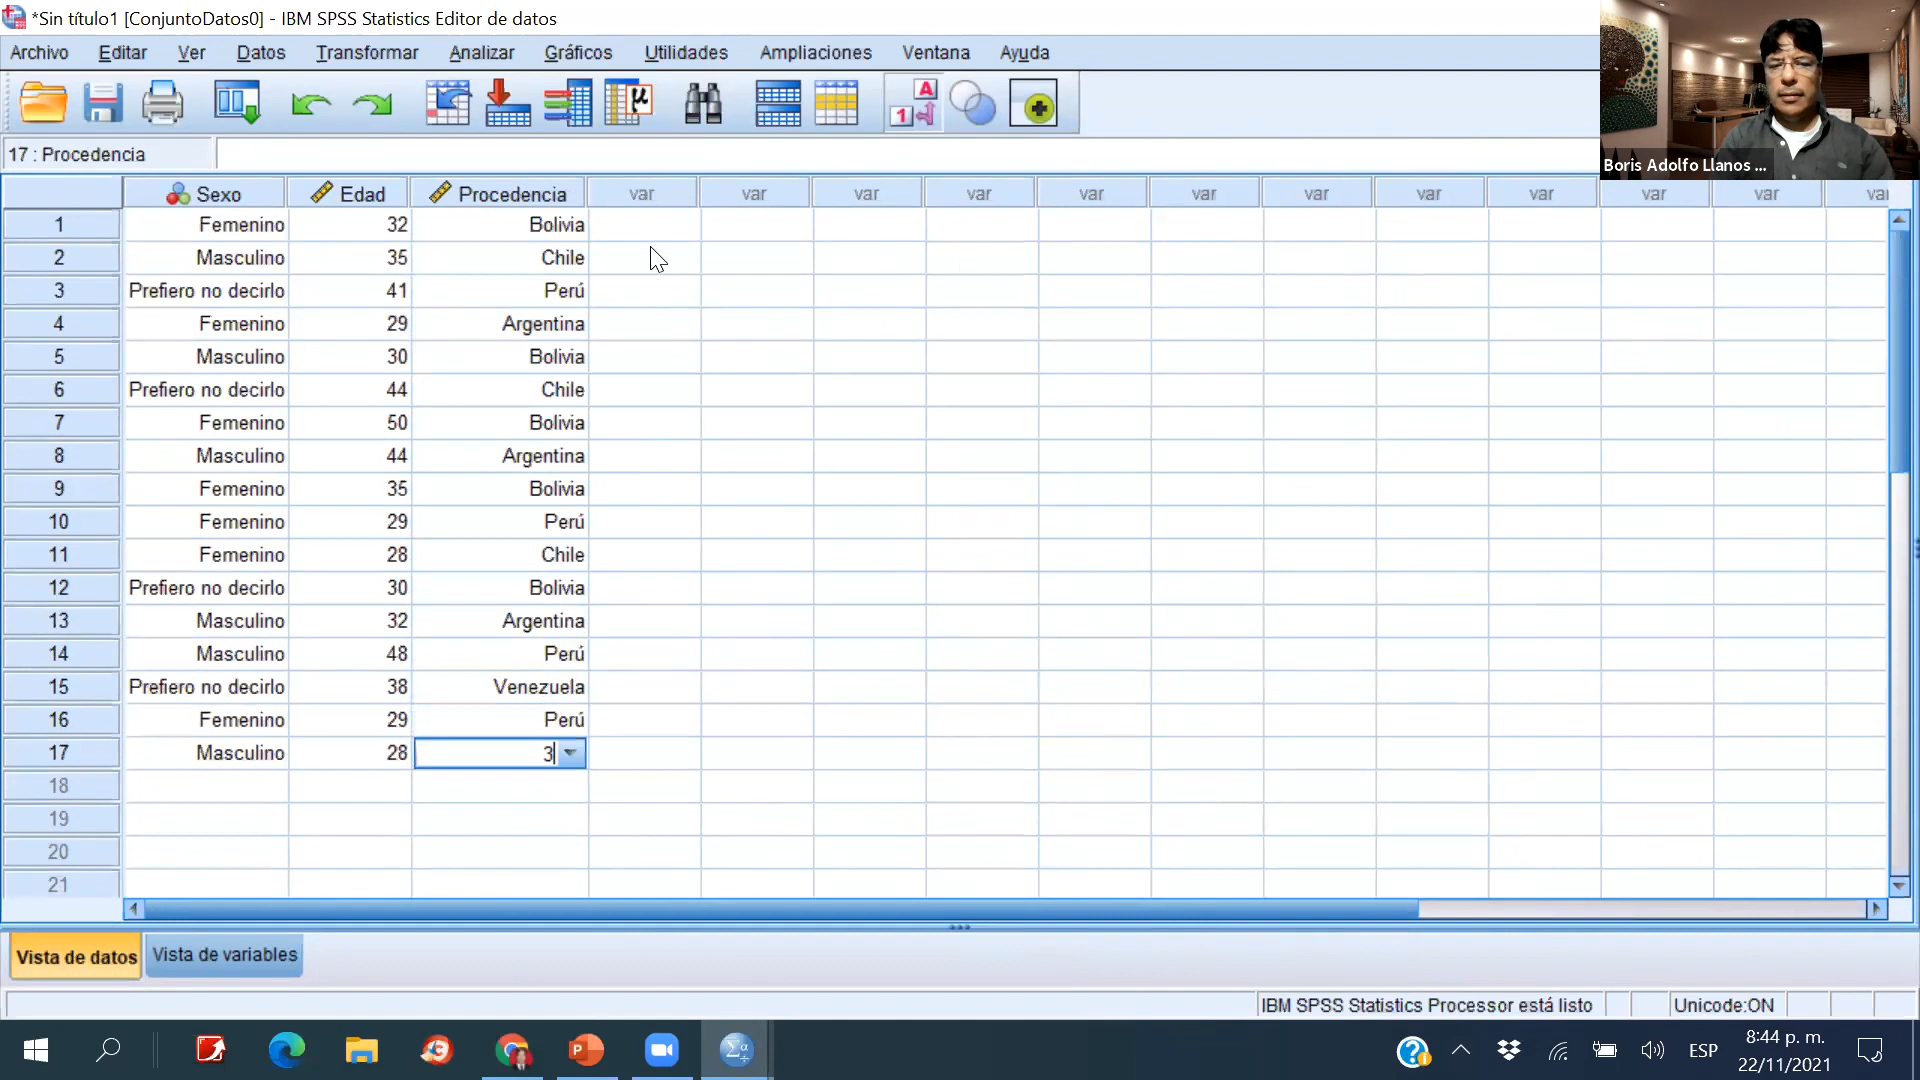 *Sin título1 [ConjuntoDatos0] - IBM SPSS Statistics Editor de datos
Archivo Editar Ver Datos Transformar Analizar Gráficos Utilidades Ampliaciones Ventana Ayuda
17 : Procedencia
Boris Adolfo Llanos ...
Sexo Edad Procedencia var var var var var var var var var var var var
1 Femenino 32 Bolivia
2 Masculino 35 Chile
3 Prefiero no decirlo 41 Perú
4 Femenino 29 Argentina
5 Masculino 30 Bolivia
6 Prefiero no decirlo 44 Chile
7 Femenino 50 Bolivia
8 Masculino 44 Argentina
9 Femenino 35 Bolivia
10 Femenino 29 Perú
11 Femenino 28 Chile
12 Prefiero no decirlo 30 Bolivia
13 Masculino 32 Argentina
14 Masculino 48 Perú
15 Prefiero no decirlo 38 Venezuela
16 Femenino 29 Perú
17 Masculino 28 3
18
19
20
21
Vista de datos Vista de variables
IBM SPSS Statistics Processor está listo Unicode:ON
ESP 8:44 p. m.
22/11/2021